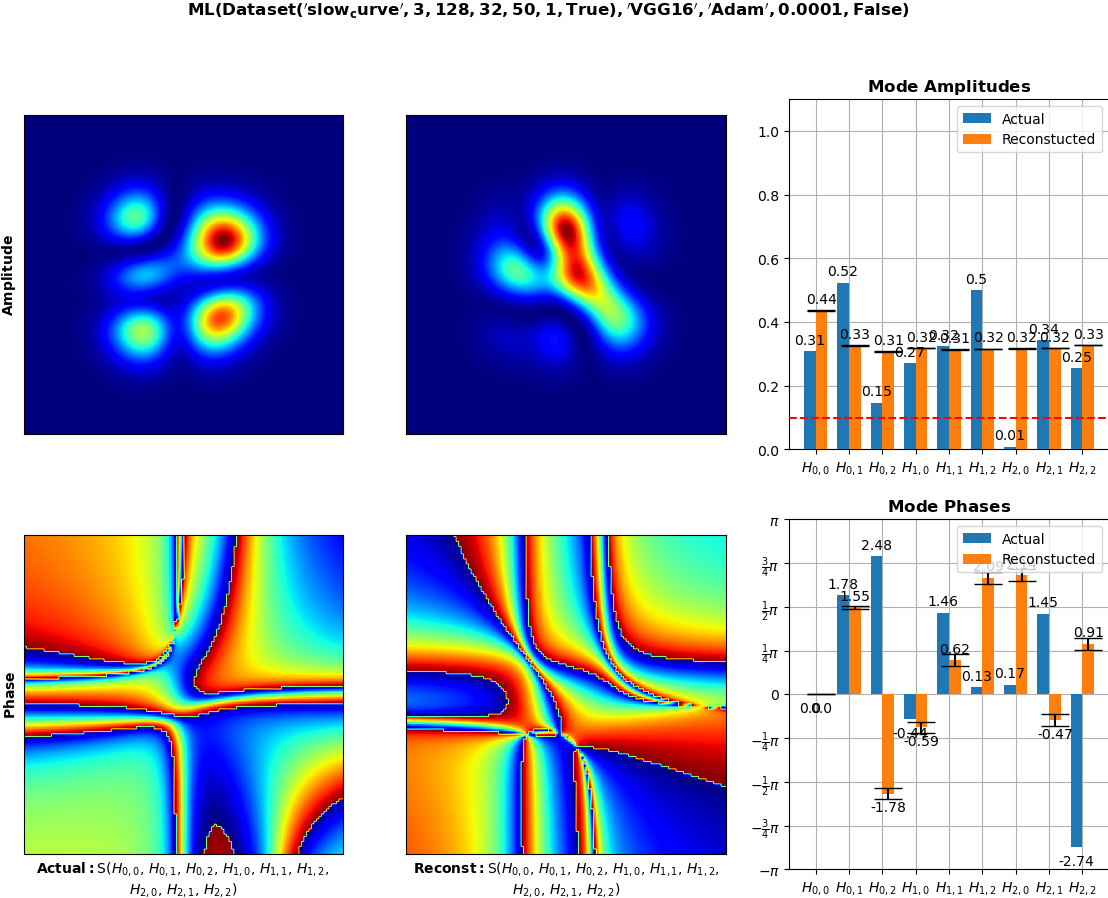 ML(Dataset('slow_curve', 3, 128, 32, 50, 1, True), 'VGG16', 'Adam', 0.0001, False)
Amplitude
Mode Amplitudes
Actual
Reconstucted
1.0
0.8
0.6
0.4
0.2
0.0
0.31
0.44
0.52
0.33
0.15
0.31
0.27
0.32
0.32
0.31
0.5
0.32
0.01
0.32
0.34
0.32
0.25
0.33
H0,0 H0,1 H0,2 H1,0 H1,1 H1,2 H2,0 H2,1 H2,2
Phase
Mode Phases
Actual
Reconstucted
π
3/4π
1/2π
1/4π
0
−1/4π
−1/2π
−3/4π
−π
0.0
0.0
1.78
1.55
2.48
-1.78
-0.59
1.46
0.62
0.13
2.09
0.17
1.45
-0.47
-2.74
0.91
H0,0 H0,1 H0,2 H1,0 H1,1 H1,2 H2,0 H2,1 H2,2
Actual: S(H0,0, H0,1, H0,2, H1,0, H1,1, H1,2,
H2,0, H2,1, H2,2)
Reconst: S(H0,0, H0,1, H0,2, H1,0, H1,1, H1,2,
H2,0, H2,1, H2,2)